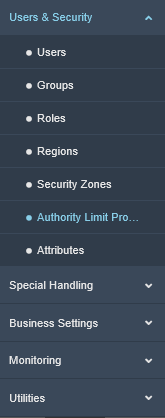 Users & Security
Users
Groups
Roles
Regions
Security Zones
Authority Limit Pro...
Attributes
Special Handling
Business Settings
Monitoring
Utilities